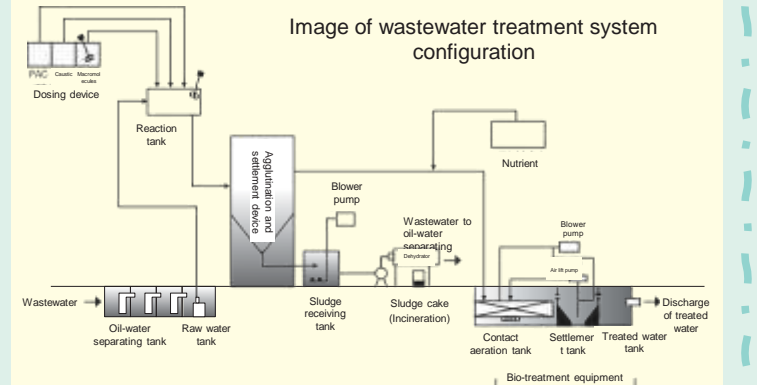 Image of wastewater treatment system
configuration
PAC
Caustic
Macromol
ecules
Dosing device
Reaction
tank
Agglutination and
settlement device
Nutrient
Blower
pump
Wastewater to
oil-water
separating
Dehydrator
Blower
pump
Air lift pump
Wastewater
Oil-water
separating tank
Raw water
tank
Sludge
receiving
tank
Sludge cake
(Incineration)
Contact
aeration tank
Settlemer
t tank
Treated water
tank
Discharge
of treated
water
Bio-treatment equipment